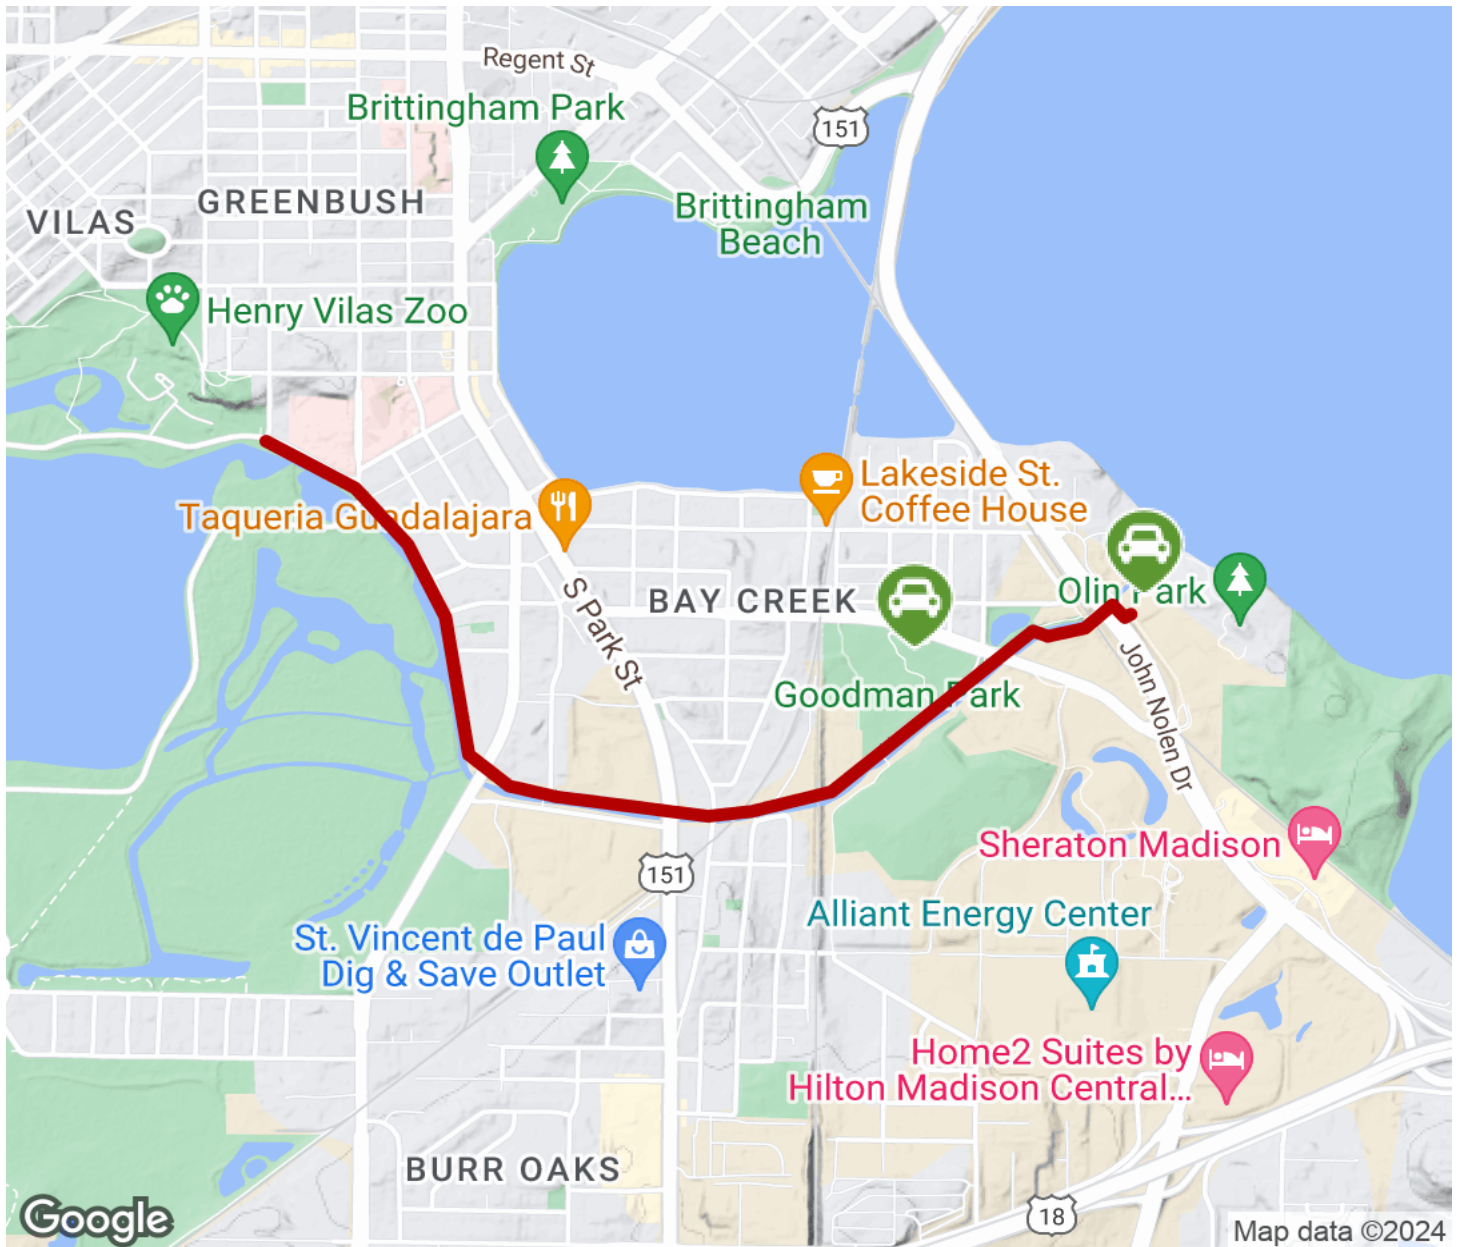 Regent St
Brittingham Park
151
GREENBUSH
VILAS
Brittingham
Beach
Henry Vilas Zoo
Lakeside St.
Coffee House
Taqueria Guadalajara
S Park St
BAY CREEK
Olin Park
Goodman Park
John Nolen Dr
Sheraton Madison
151
Alliant Energy Center
St. Vincent de Paul
Dig & Save Outlet
Home2 Suites by
Hilton Madison Central...
BURR OAKS
18
Google
Map data ©2024